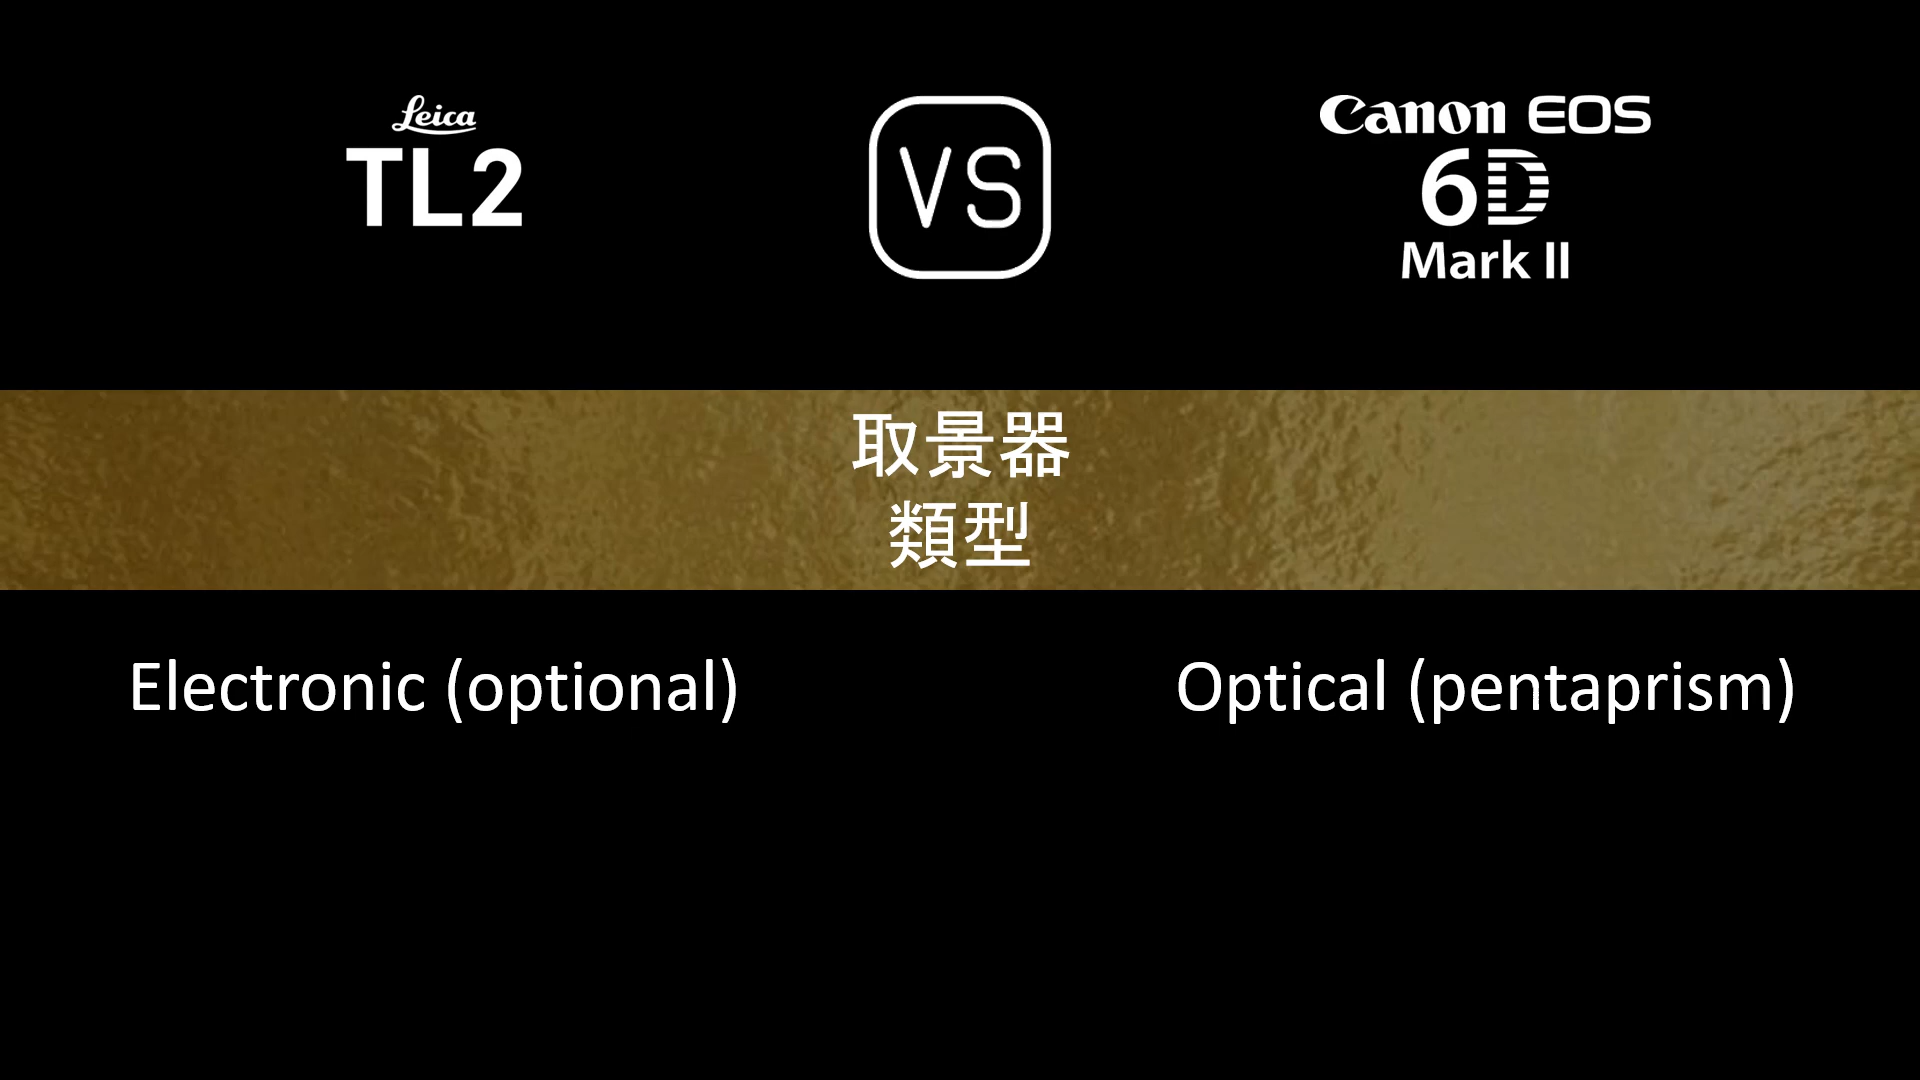 Leica
TL2
VS
Canon EOS
6D
Mark II
取景器
類型
Electronic (optional)
Optical (pentaprism)